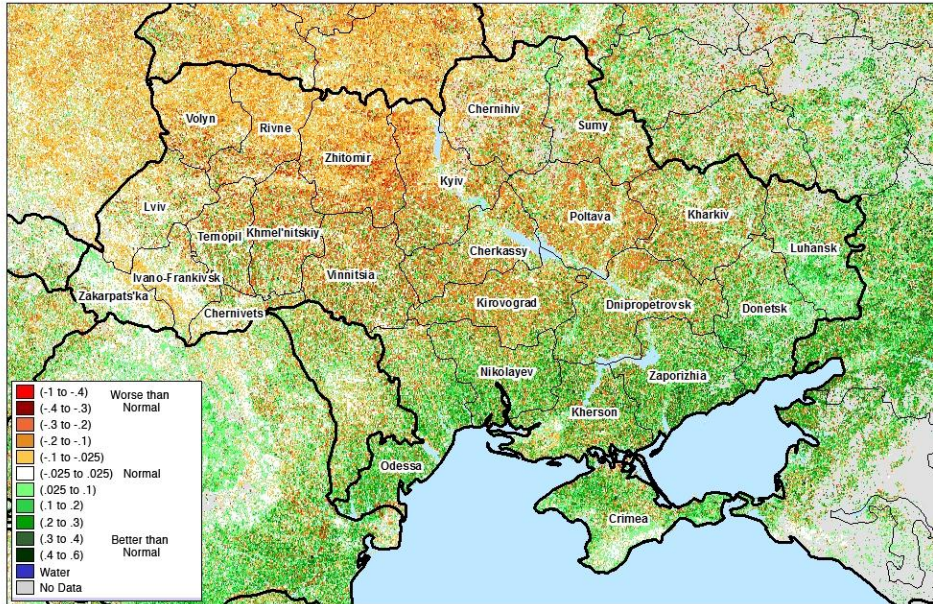 Volyn
Rivne
Zhitomir
Chernihiv
Sumy
Kyiv
Lviv
Ternopil
Khmel'nitskiy
Poltava
Kharkiv
Luhansk
Cherkassy
Ivano-Frankivsk
Vinnitsia
Zakarpats'ka
Chernivets
Kirovograd
Dnipropetrovsk
Donetsk
Nikolayev
Zaporizhia
Kherson
Odessa
Crimea
(-1 to -.4) Worse than
(-.4 to -.3) Normal
(-.3 to -.2)
(-.2 to -.1)
(-.1 to -.025)
(-.025 to .025) Normal
(.025 to .1)
(.1 to .2)
(.2 to .3)
(.3 to .4) Better than
(.4 to .6) Normal
Water
No Data